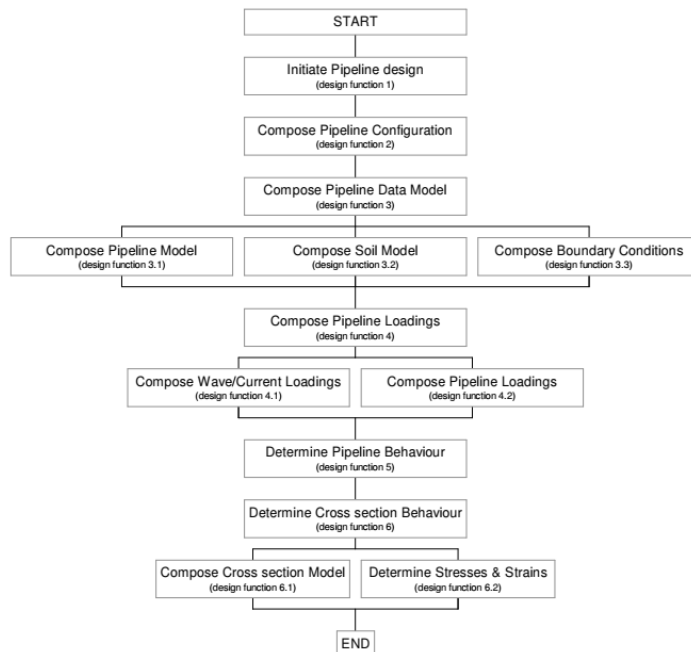 START
Initiate Pipeline design
(design function 1)
Compose Pipeline Configuration
(design function 2)
Compose Pipeline Data Model
(design function 3)
Compose Pipeline Model
(design function 3.1)
Compose Soil Model
(design function 3.2)
Compose Boundary Conditions
(design function 3.3)
Compose Pipeline Loadings
(design function 4)
Compose Wave/Current Loadings
(design function 4.1)
Compose Pipeline Loadings
(design function 4.2)
Determine Pipeline Behaviour
(design function 5)
Determine Cross section Behaviour
(design function 6)
Compose Cross section Model
(design function 6.1)
Determine Stresses & Strains
(design function 6.2)
END